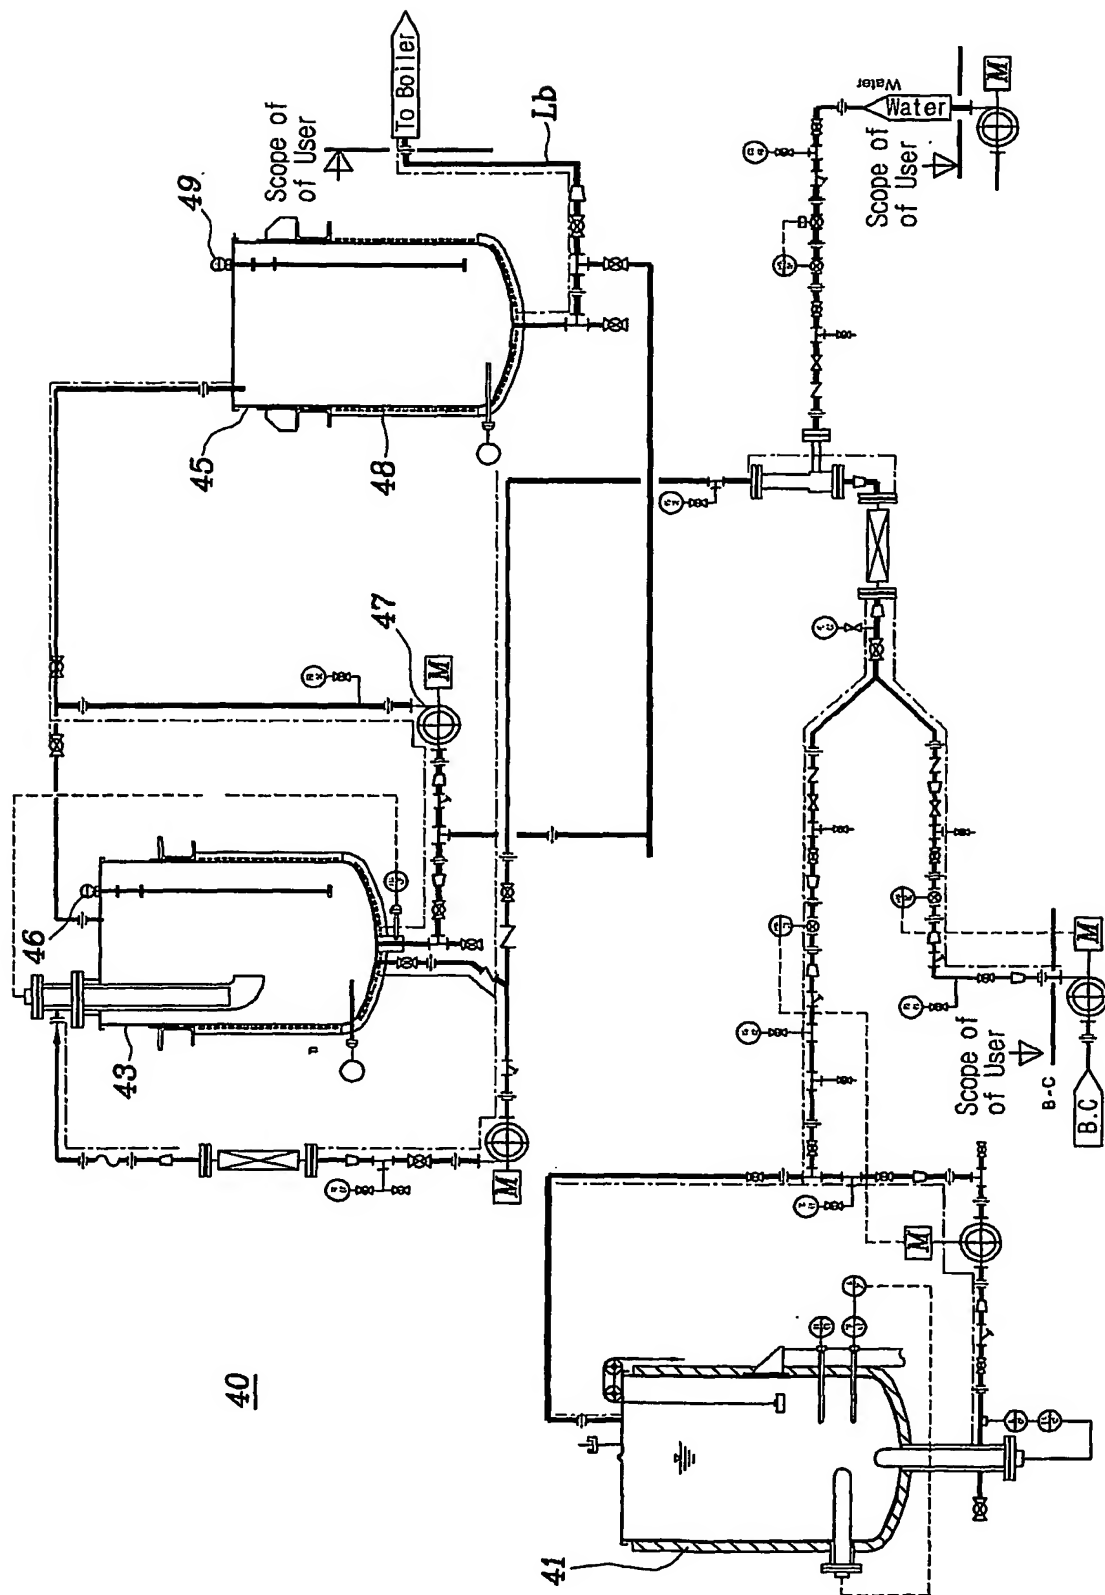 To Boiler
Scope of
of User
Lb
49
45
48
Water
Water
M
Scope of
of User
47
M
46
43
M
40
M
M
Scope of
of User
B-C
B.C
41